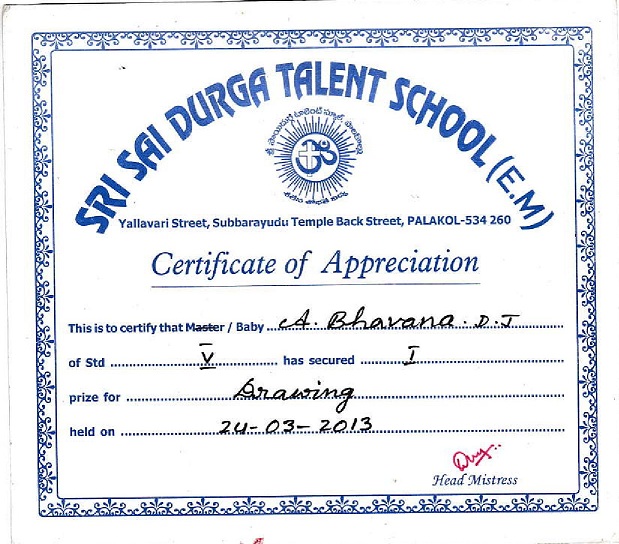 SRI SAI DURGA TALENT SCHOOL (E.M)
శ్రీ సాయిదుర్గ టాలెంట్ స్కూల్, పాలకొల్లు
Yallavari Street, Subbarayudu Temple Back Street, PALAKOL-534 260
Certificate of Appreciation
This is to certify that Master / Baby A. Bhavana. D. J
of Std V has secured I
prize for Drawing
held on 24-03-2013
Head Mistress